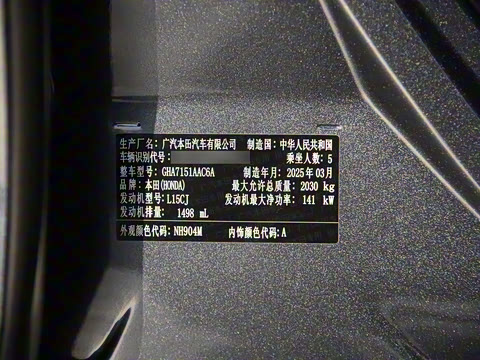 生产厂名：广汽本田汽车有限公司 制造国：中华人民共和国
车辆识别代号： 乘坐人数：5
整车型号：GHA7151AAC6A 制造年月：2025年03月
品牌：本田(HONDA) 最大允许总质量：2030 kg
发动机型号：L15CJ 发动机最大净功率：141 kW
发动机排量：1498 mL
外观颜色代码：NH904M 内饰颜色代码：A